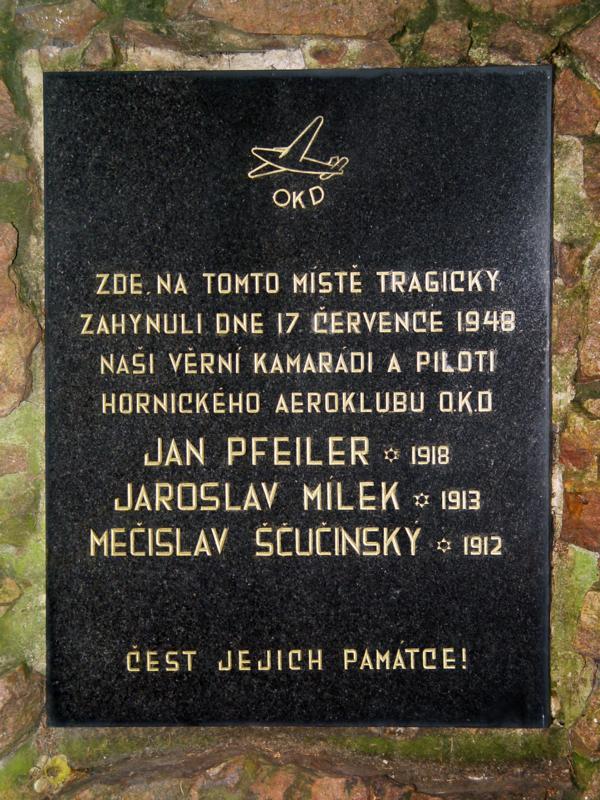 OKD
ZDE, NA TOMTO MÍSTĚ TRAGICKY
ZAHYNULI DNE 17 ČERVENCE 1948
NAŠI VĚRNÍ KAMARÁDI A PILOTI
HORNICKÉHO AEROKLUBU O.K.D
JAN PFEILER ✡ 1918
JAROSLAV MÍLEK ✡ 1913
MEČISLAV ŠČUČINSKÝ ✡ 1912
ČEST JEJICH PAMÁTCE!